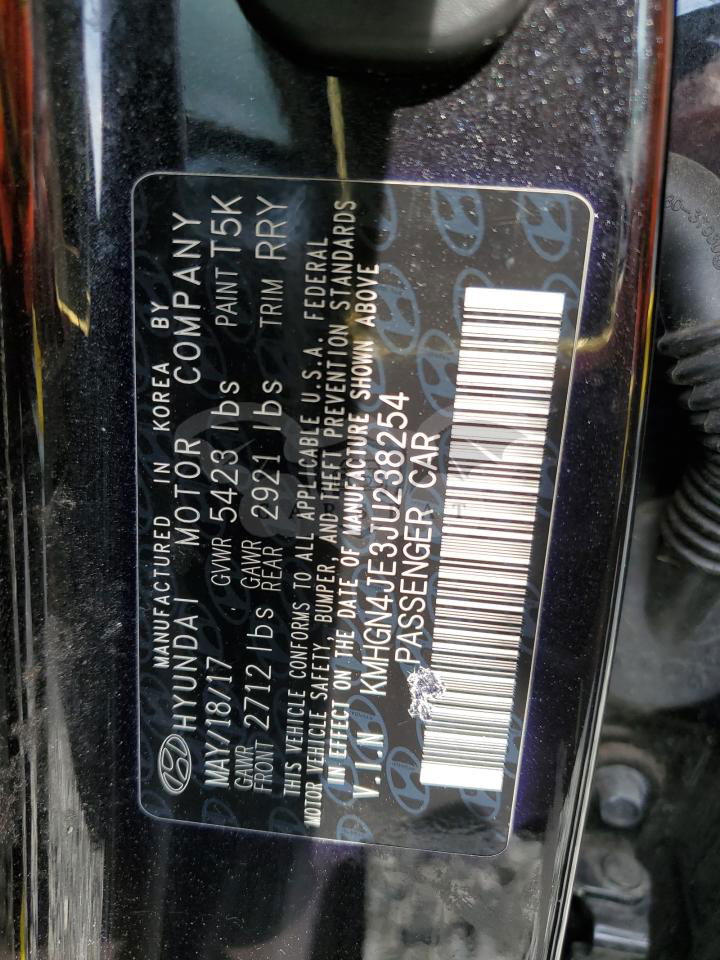 MANUFACTURED IN KOREA BY
HYUNDAI MOTOR COMPANY
MAY/18/17 GVWR 5423 lbs PAINT T5K
GAWR FRONT 2712 lbs GAWR REAR 2921 lbs TRIM RRY
THIS VEHICLE CONFORMS TO ALL APPLICABLE U.S.A. FEDERAL
MOTOR VEHICLE SAFETY, BUMPER, AND THEFT PREVENTION STANDARDS
IN EFFECT ON THE DATE OF MANUFACTURE SHOWN ABOVE
V.I.N KMHGN4JE3JU238254
PASSENGER CAR